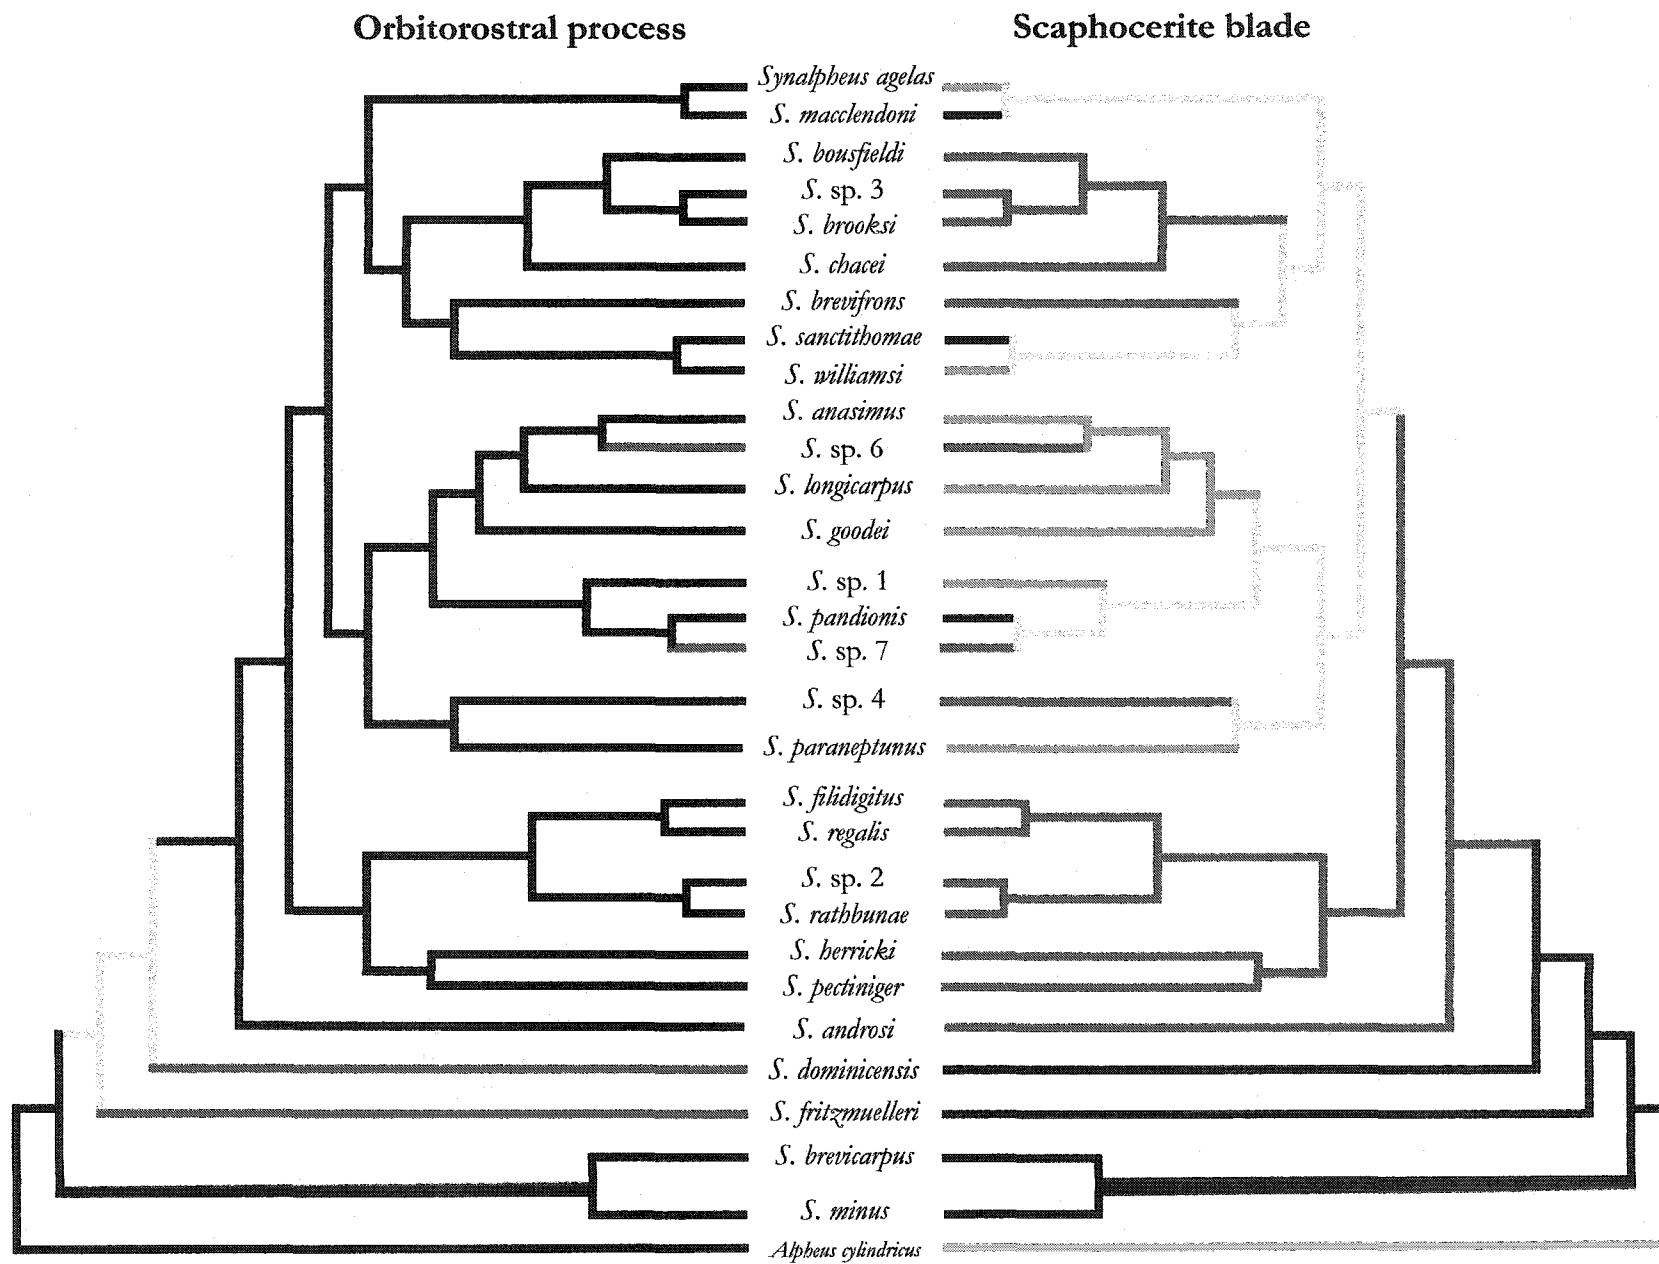 Orbitorostral process
Scaphocerite blade
Synalpheus agelas
S. macclendoni
S. bousfieldi
S. sp. 3
S. brooksi
S. chacei
S. brevifrons
S. sanctithomae
S. williamsi
S. anasimus
S. sp. 6
S. longicarpus
S. goodei
S. sp. 1
S. pandionis
S. sp. 7
S. sp. 4
S. paraneptunus
S. filidigitus
S. regalis
S. sp. 2
S. rathbunae
S. herricki
S. pectiniger
S. androsi
S. dominicensis
S. fritzmuelleri
S. brevicarpus
S. minus
Alpheus cylindricus